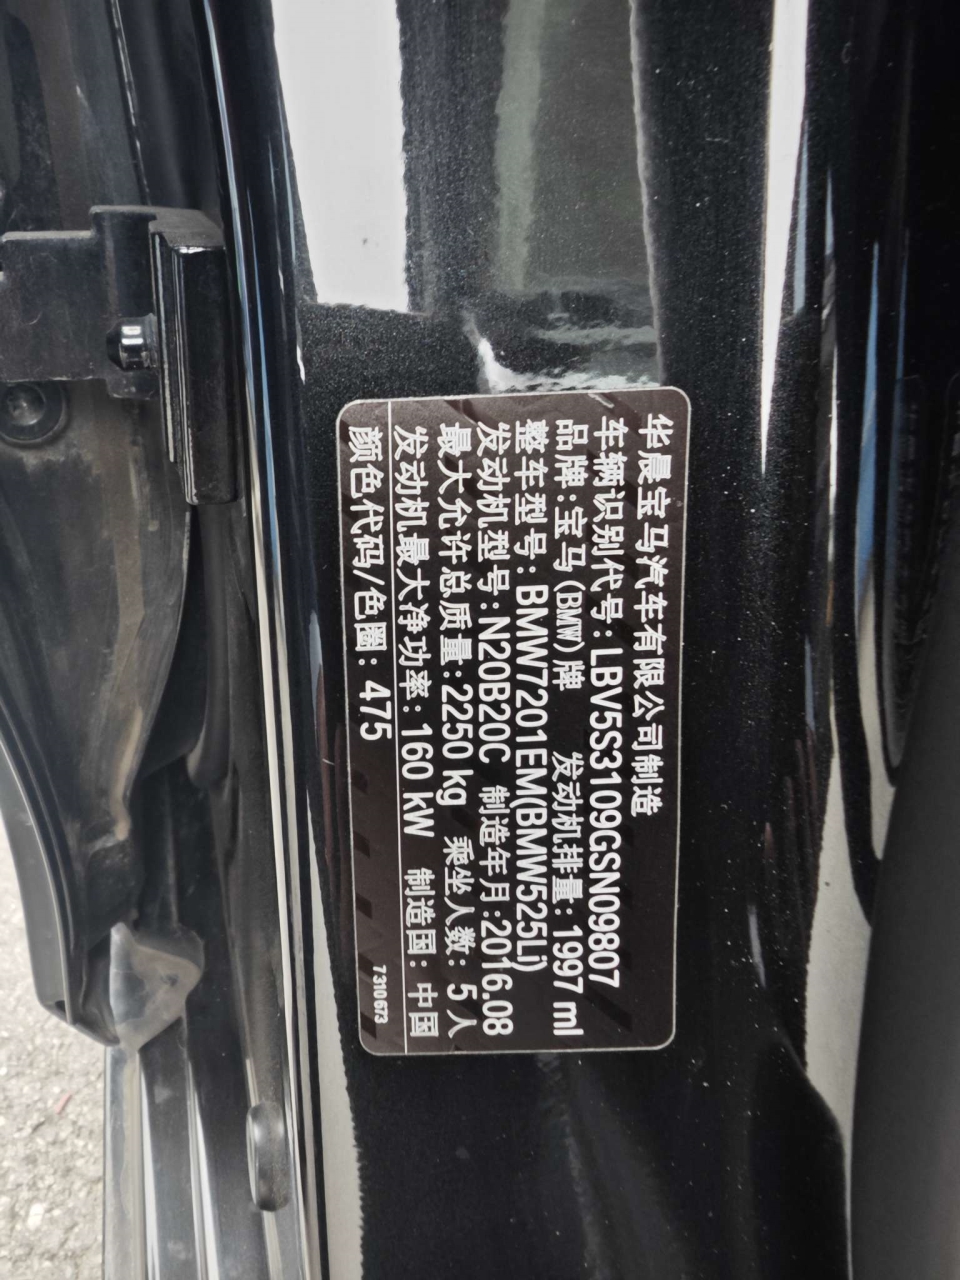 华晨宝马汽车有限公司制造
车辆识别代号:LBV5S3109GSN09807
品牌:宝马(BMW)牌 发动机排量:1997 ml
整车型号:BMW7201EM(BMW525Li)
发动机型号:N20B20C 制造年月:2016.08
最大允许总质量:2250 kg 乘坐人数:5人
发动机最大净功率:160 kW 制造国:中国
颜色代码/色圈:475
7310673